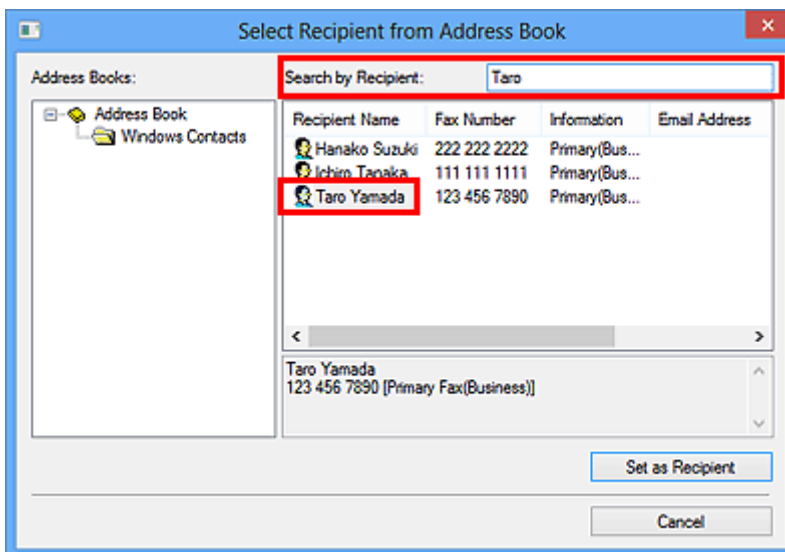 Select Recipient from Address Book
Address Books:
Search by Recipient: Taro
Address Book
Windows Contacts
Recipient Name Fax Number Information Email Address
Hanako Suzuki 222 222 2222 Primary(Bus...
Ichiro Tanaka 111 111 1111 Primary(Bus...
Taro Yamada 123 456 7890 Primary(Bus...
Taro Yamada
123 456 7890 [Primary Fax(Business)]
Set as Recipient
Cancel